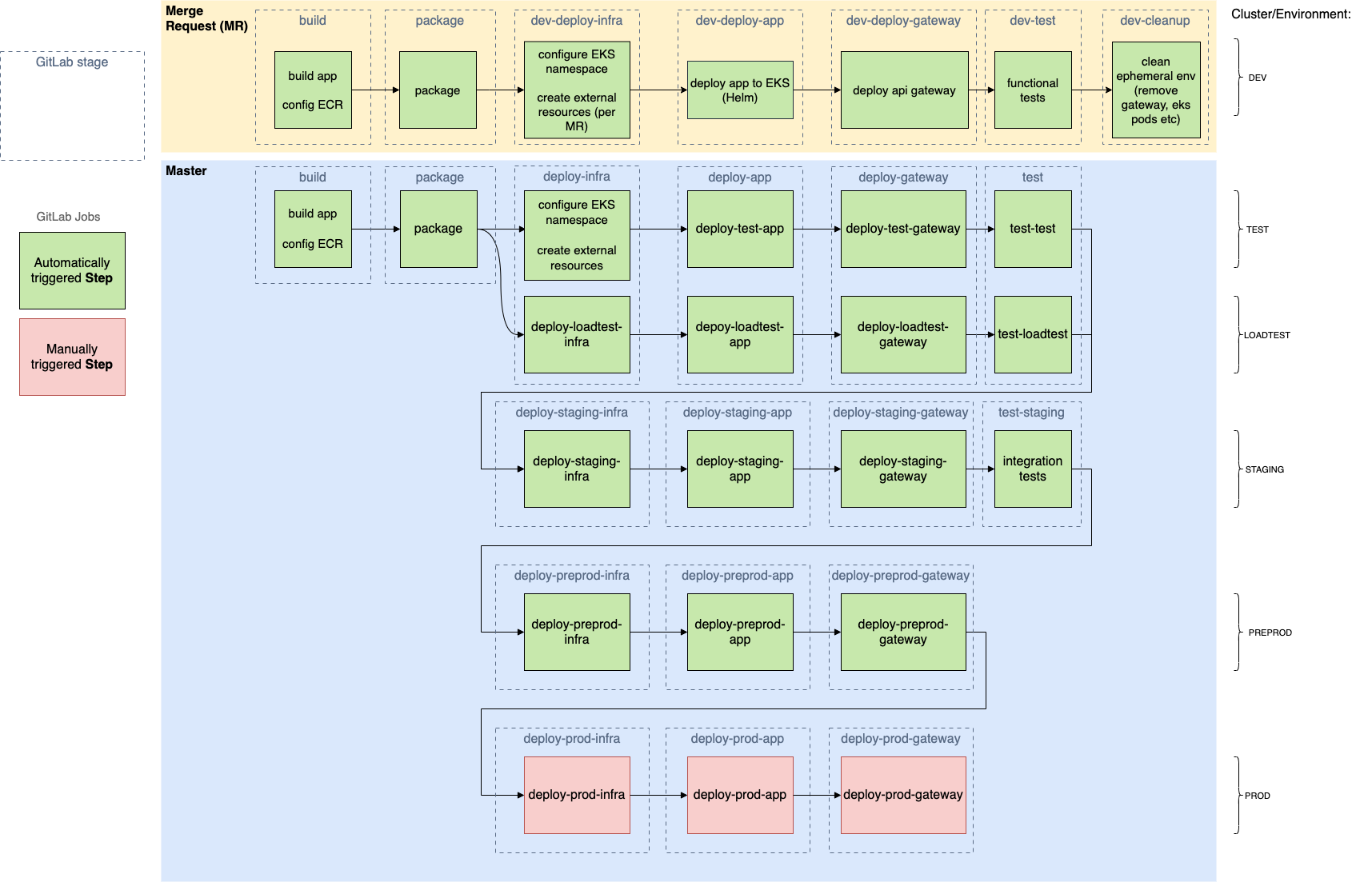 Merge
Request (MR)
build
package
dev-deploy-infra
dev-deploy-app
dev-deploy-gateway
dev-test
dev-cleanup
Cluster/Environment:
GitLab stage
build app
config ECR
package
configure EKS
namespace
create external
resources (per
MR)
deploy app to EKS
(Helm)
deploy api gateway
functional
tests
clean
ephemeral env
(remove
gateway, eks
pods etc)
DEV
Master
build
package
deploy-infra
deploy-app
deploy-gateway
test
GitLab Jobs
Automatically
triggered Step
Manually
triggered Step
build app
config ECR
package
configure EKS
namespace
create external
resources
deploy-test-app
deploy-test-gateway
test-test
TEST
deploy-loadtest-
infra
depoy-loadtest-
app
deploy-loadtest-
gateway
test-loadtest
LOADTEST
deploy-staging-infra
deploy-staging-app
deploy-staging-gateway
test-staging
deploy-staging-
infra
deploy-staging-
app
deploy-staging-
gateway
integration
tests
STAGING
deploy-preprod-infra
deploy-preprod-app
deploy-preprod-gateway
deploy-preprod-
infra
deploy-preprod-
app
deploy-preprod-
gateway
PREPROD
deploy-prod-infra
deploy-prod-app
deploy-prod-gateway
deploy-prod-infra
deploy-prod-app
deploy-prod-gateway
PROD